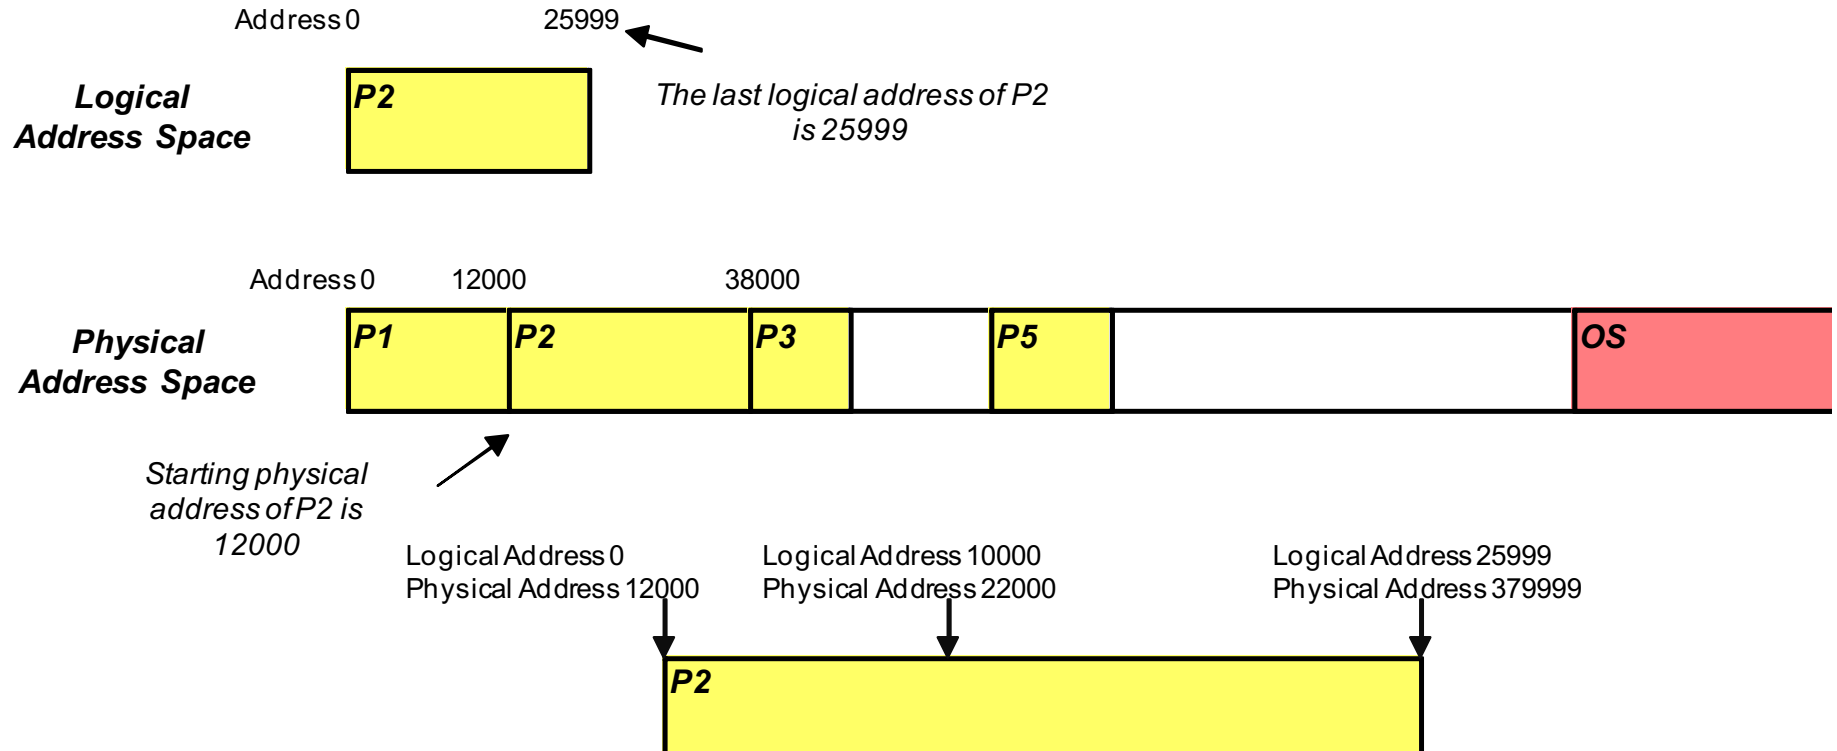 Address 0 25999
P2
Logical
Address Space
The last logical address of P2
is 25999
Address 0 12000 38000
P1 P2 P3 P5 OS
Physical
Address Space
Starting physical
address of P2 is
12000
Logical Address 0
Physical Address 12000
Logical Address 10000
Physical Address 22000
Logical Address 25999
Physical Address 379999
P2